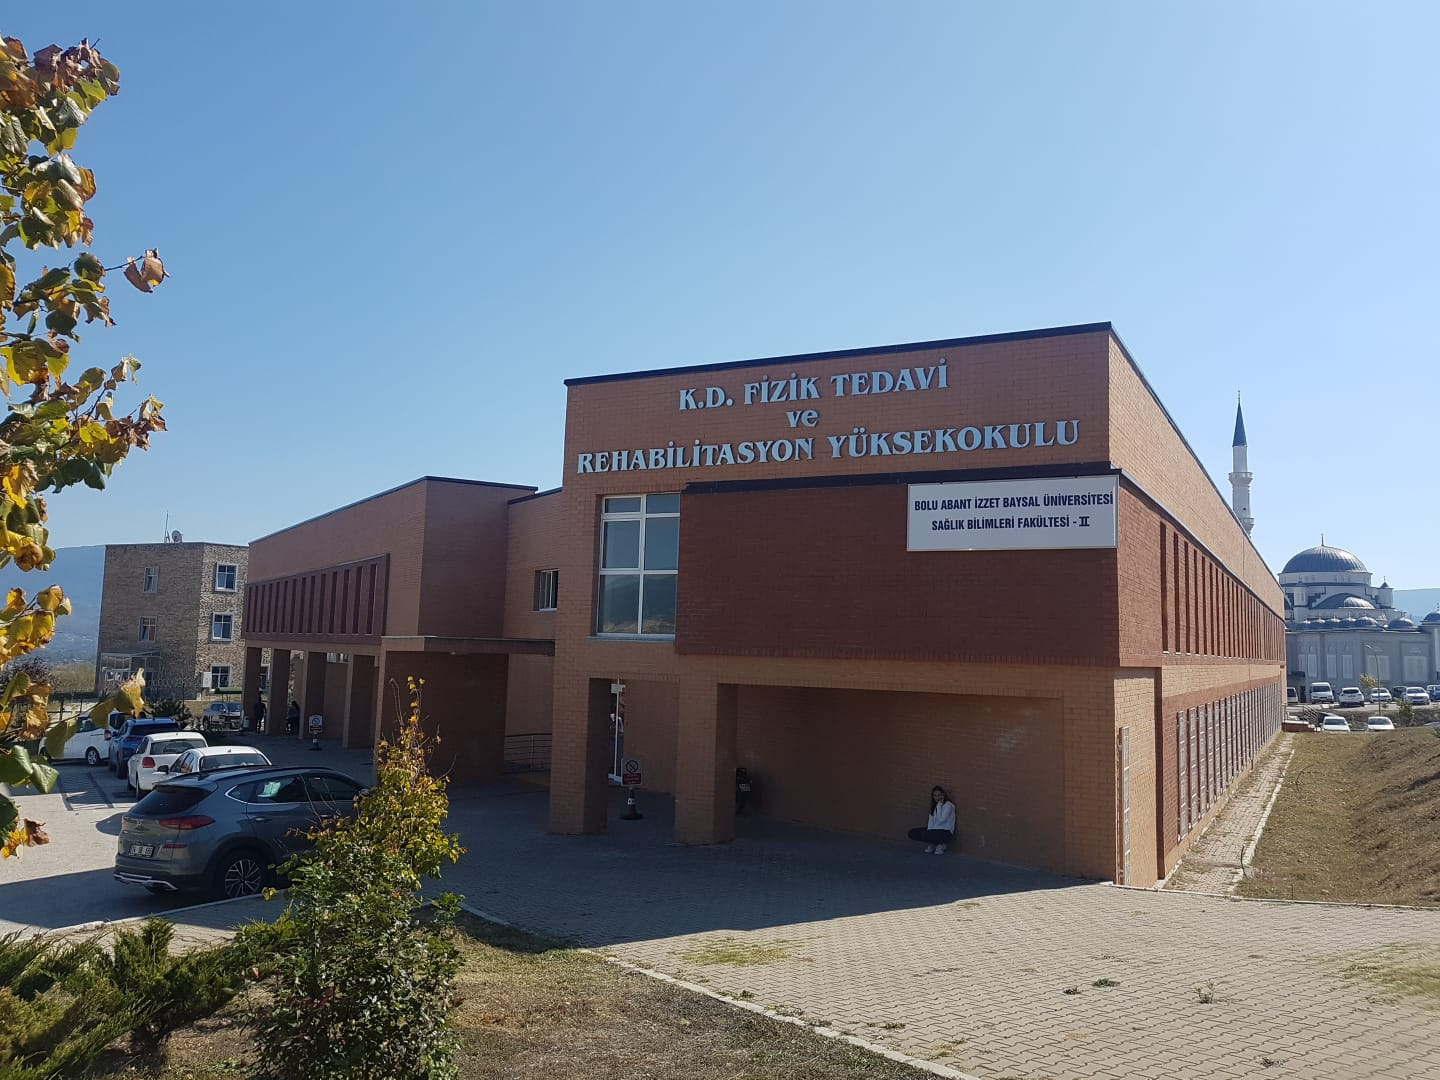 K.D. FİZİK TEDAVİ
ve
REHABİLİTASYON YÜKSEKOKULU
BOLU ABANT İZZET BAYSAL ÜNİVERSİTESİ
SAĞLIK BİLİMLERİ FAKÜLTESİ - II